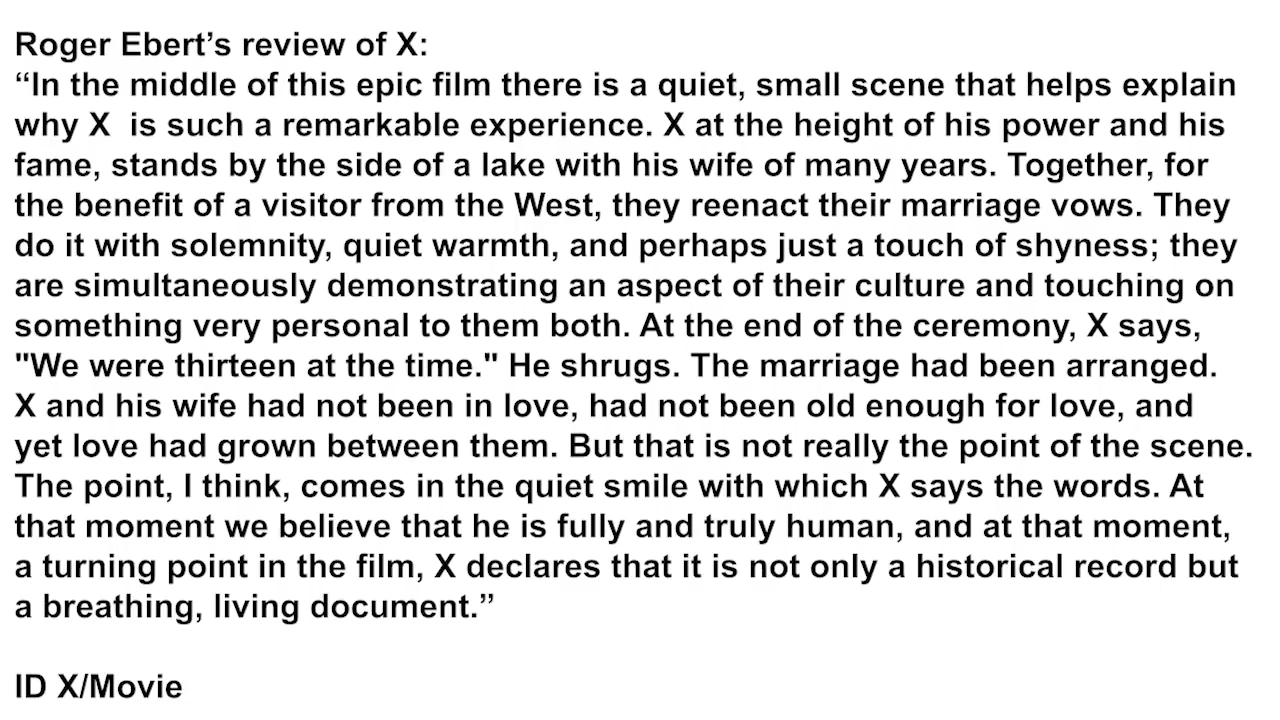 Roger Ebert’s review of X:
“In the middle of this epic film there is a quiet, small scene that helps explain
why X  is such a remarkable experience. X at the height of his power and his
fame, stands by the side of a lake with his wife of many years. Together, for
the benefit of a visitor from the West, they reenact their marriage vows. They
do it with solemnity, quiet warmth, and perhaps just a touch of shyness; they
are simultaneously demonstrating an aspect of their culture and touching on
something very personal to them both. At the end of the ceremony, X says,
"We were thirteen at the time." He shrugs. The marriage had been arranged.
X and his wife had not been in love, had not been old enough for love, and
yet love had grown between them. But that is not really the point of the scene.
The point, I think, comes in the quiet smile with which X says the words. At
that moment we believe that he is fully and truly human, and at that moment,
a turning point in the film, X declares that it is not only a historical record but
a breathing, living document.”
ID X/Movie